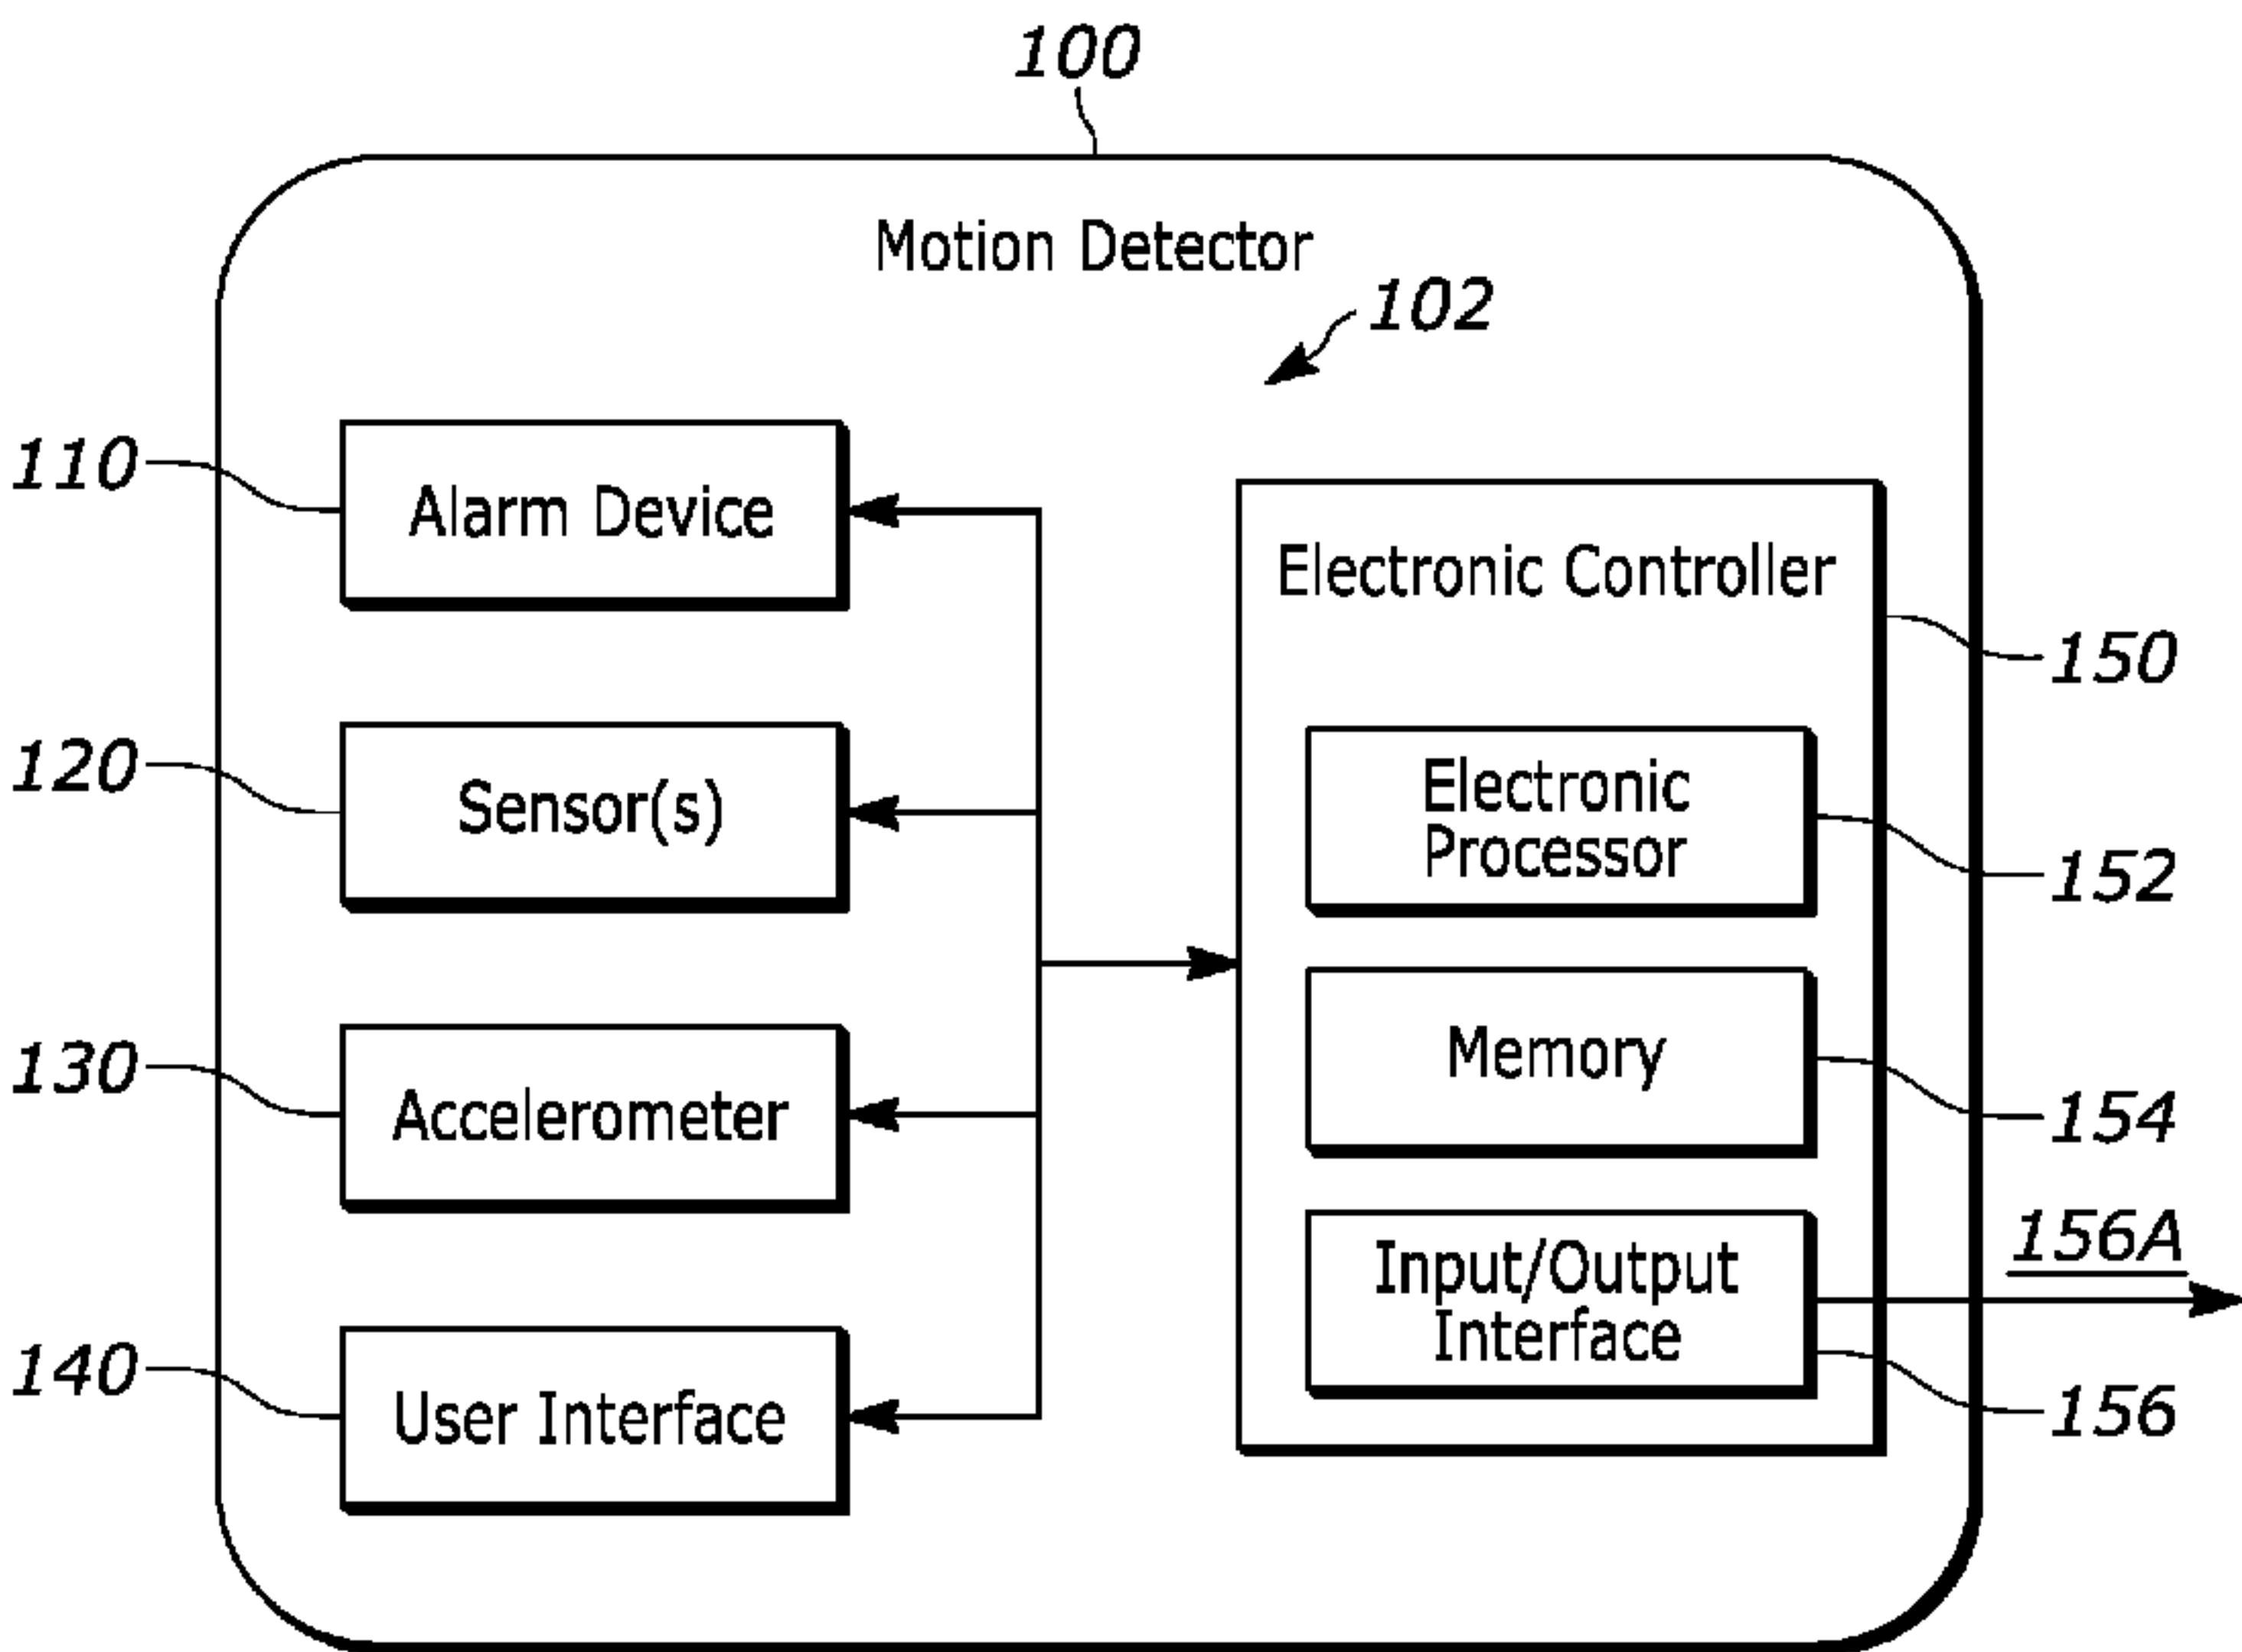 100
Motion Detector
102
110
Alarm Device
Electronic Controller
150
120
Sensor(s)
Electronic
Processor
152
130
Accelerometer
Memory
154
156A
Input/Output
Interface
140
User Interface
156